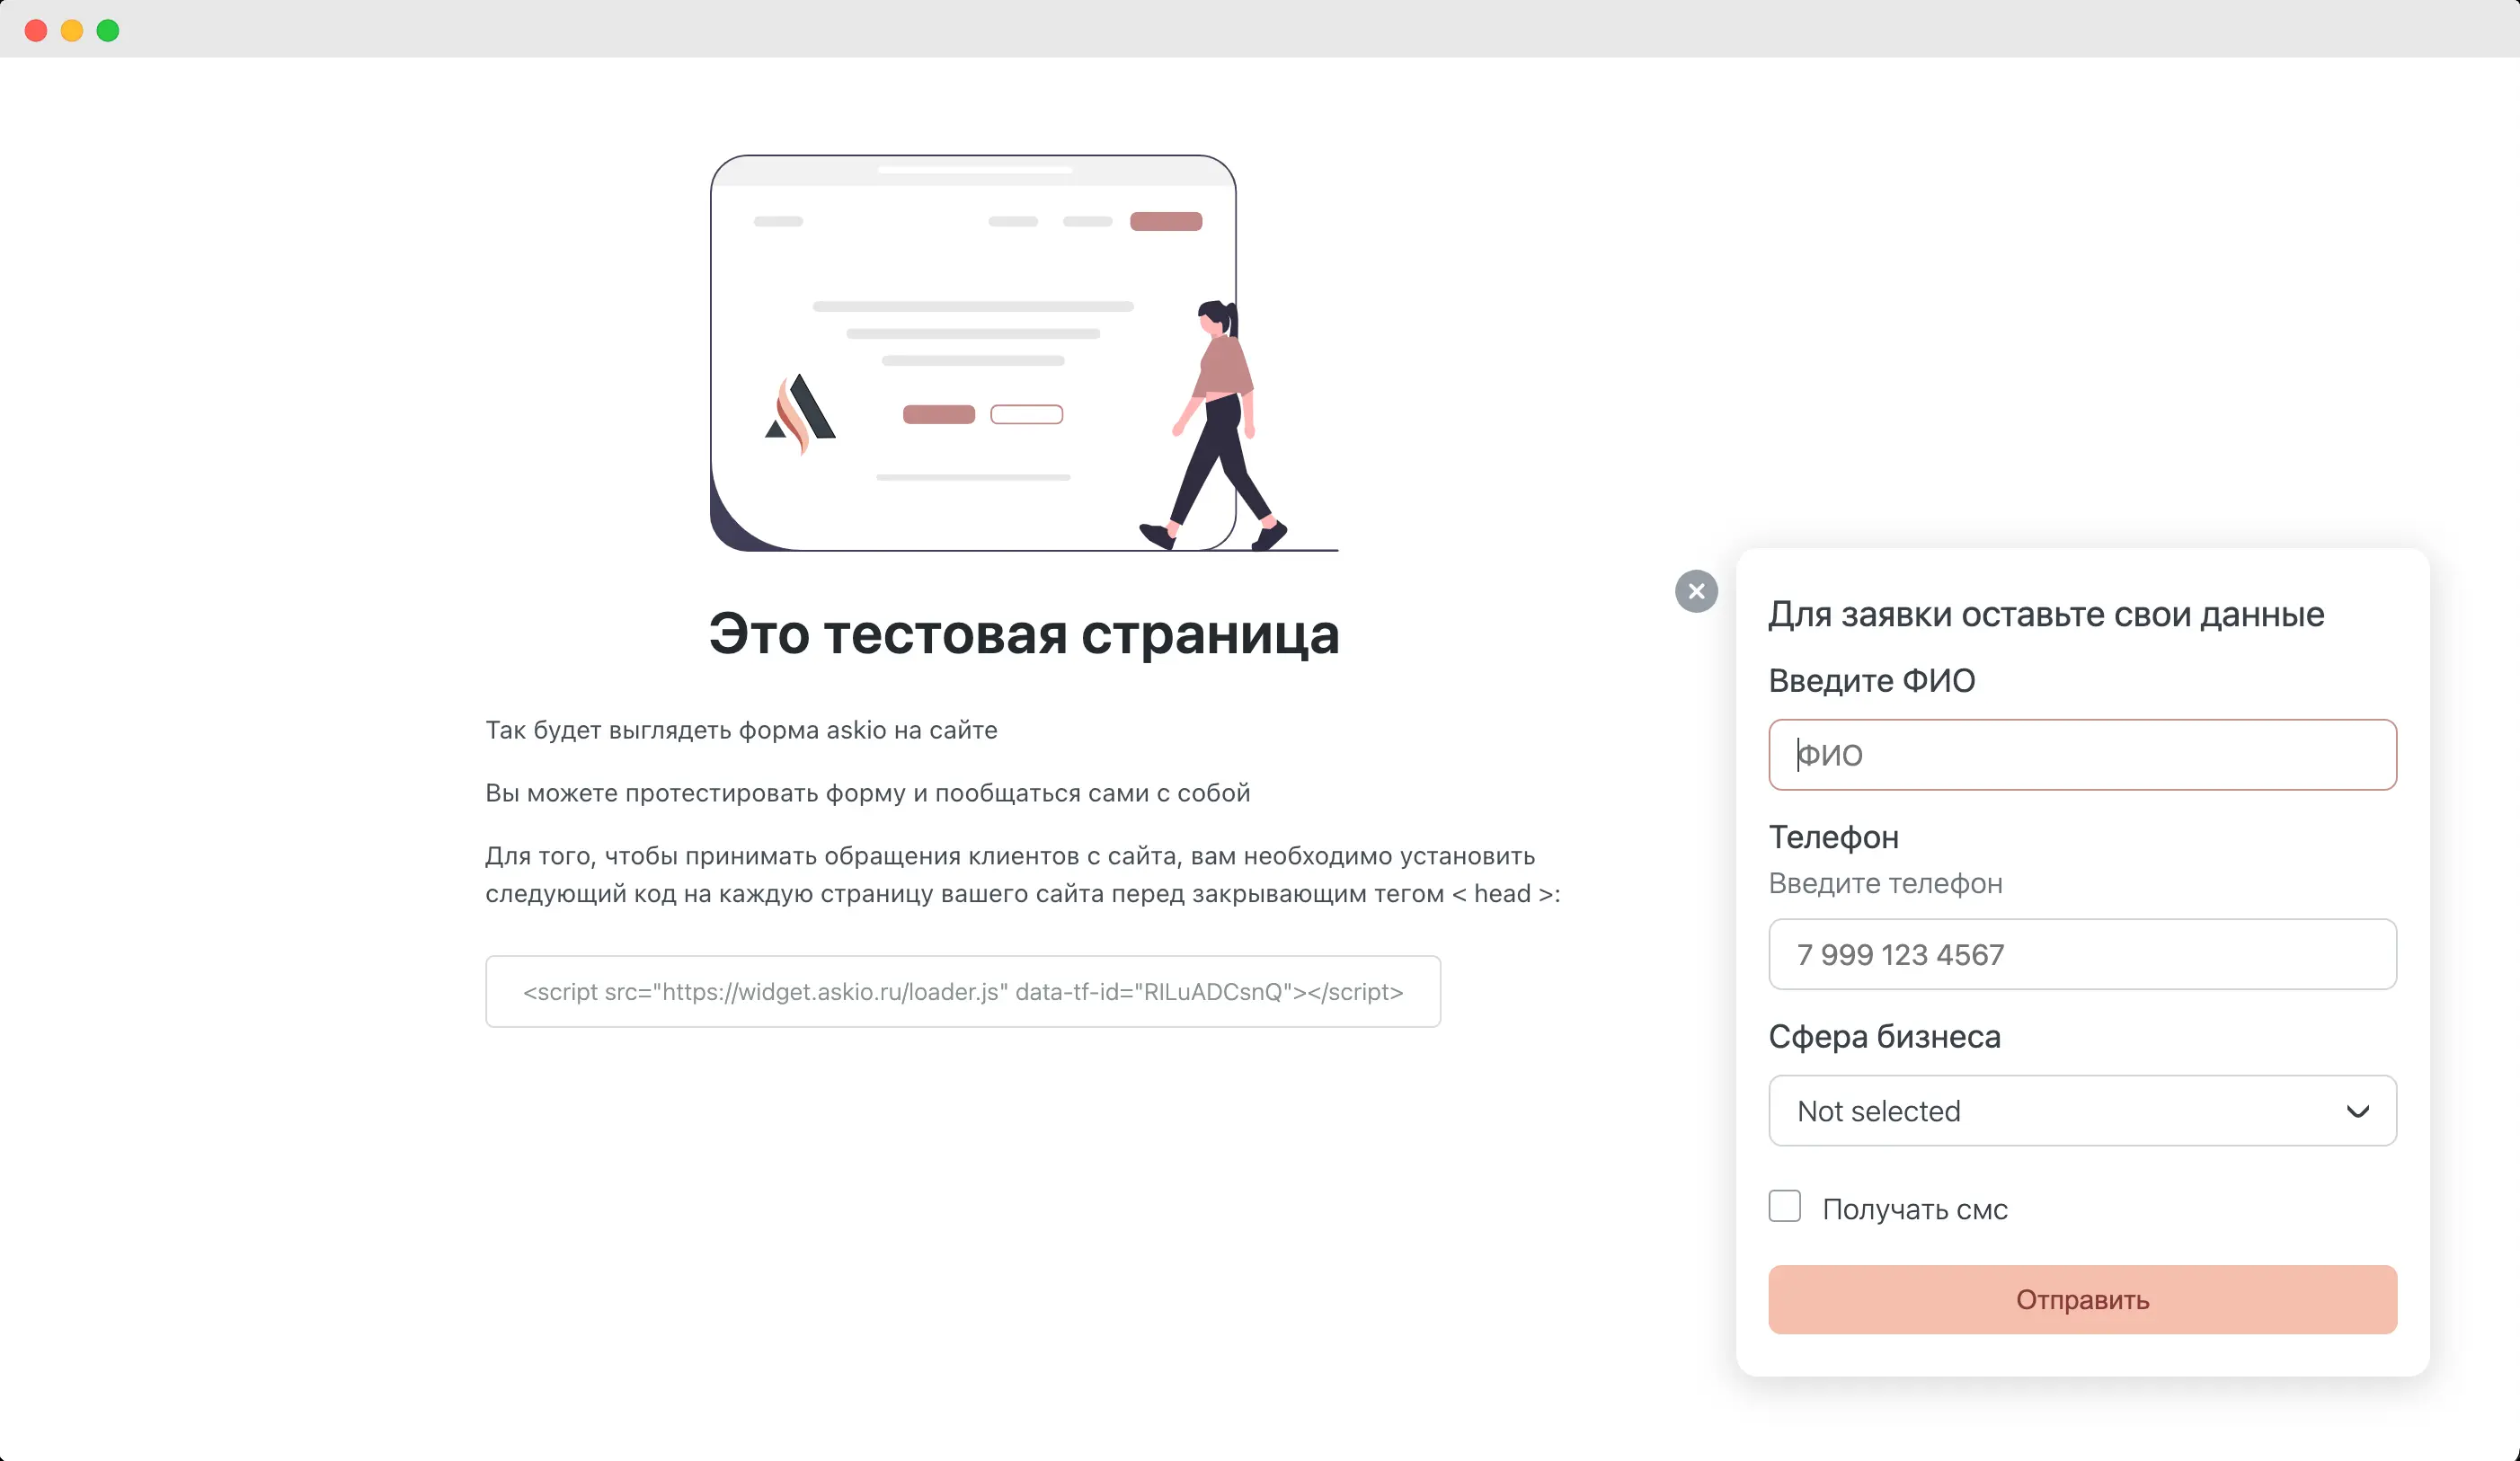 Это тестовая страница
Так будет выглядеть форма askio на сайте
Вы можете протестировать форму и пообщаться сами с собой
Для того, чтобы принимать обращения клиентов с сайта, вам необходимо установить
следующий код на каждую страницу вашего сайта перед закрывающим тегом < head >:
<script src="https://widget.askio.ru/loader.js" data-tf-id="RlLuADCsnQ"></script>
Для заявки оставьте свои данные
Введите ФИО
ФИО
Телефон
Введите телефон
7 999 123 4567
Сфера бизнеса
Not selected
Получать смс
Отправить